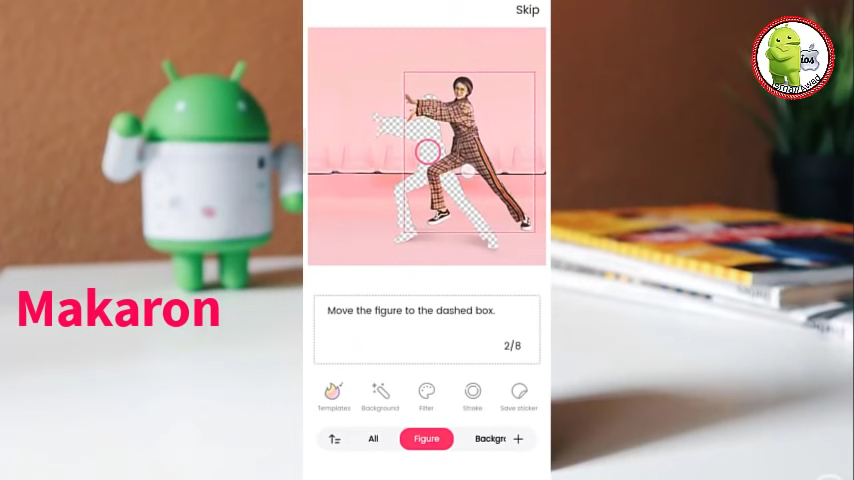 Skip
ios
Makaron
Move the figure to the dashed box.
2/8
Templates
Background
Filter
Stroke
Save sticker
All
Figure
Backgr